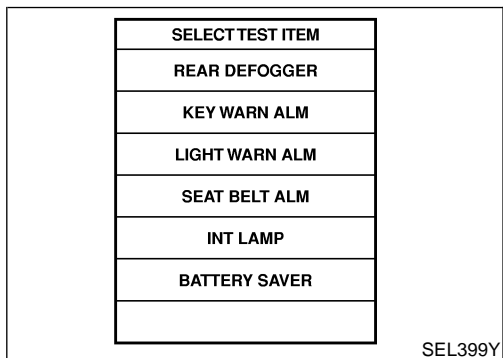 SELECT TEST ITEM
REAR DEFOGGER
KEY WARN ALM
LIGHT WARN ALM
SEAT BELT ALM
INT LAMP
BATTERY SAVER
SEL399Y